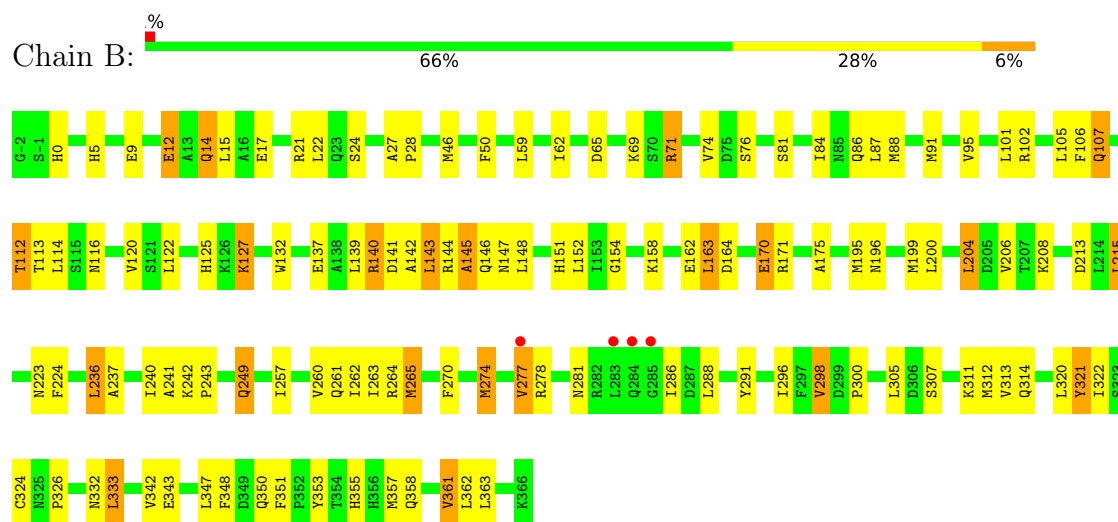 %
Chain B:
66% 28% 6%
G-2 S-1 H0 H5 E9 E12 A13 Q14 L15 A16 E17 R21 L22 Q23 S24 A27 P28 M46 F50 L59 I62 D65 K69 S70 R71 V74 D75 S76 S81 I84 N85 Q86 L87 M88 M91 V95 L101 R102 L105 F106 Q107
T112 T113 L114 S115 N116 V120 S121 L122 H125 K126 K127 W132 E137 A138 L139 R140 D141 A142 L143 R144 A145 Q146 N147 L148 H151 L152 I153 G154 K158 E162 L163 D164 E170 R171 A175 M195 N196 M199 L200 L204 D205 V206 T207 K208 D213 L214 L215
N223 F224 L236 A237 I240 A241 K242 P243 Q249 I257 V260 Q261 I262 I263 R264 M265 F270 M274 V277 R278 N281 R282 L283 Q284 G285 I286 D287 L288 Y291 I296 F297 V298 D299 P300 L305 D306 S307 K311 M312 V313 Q314 L320 Y321 I322 S323
C324 N325 P326 N332 L333 V342 E343 L347 F348 D349 Q350 F351 P352 Y353 T354 H355 H356 M357 Q358 V361 L362 L363 K366